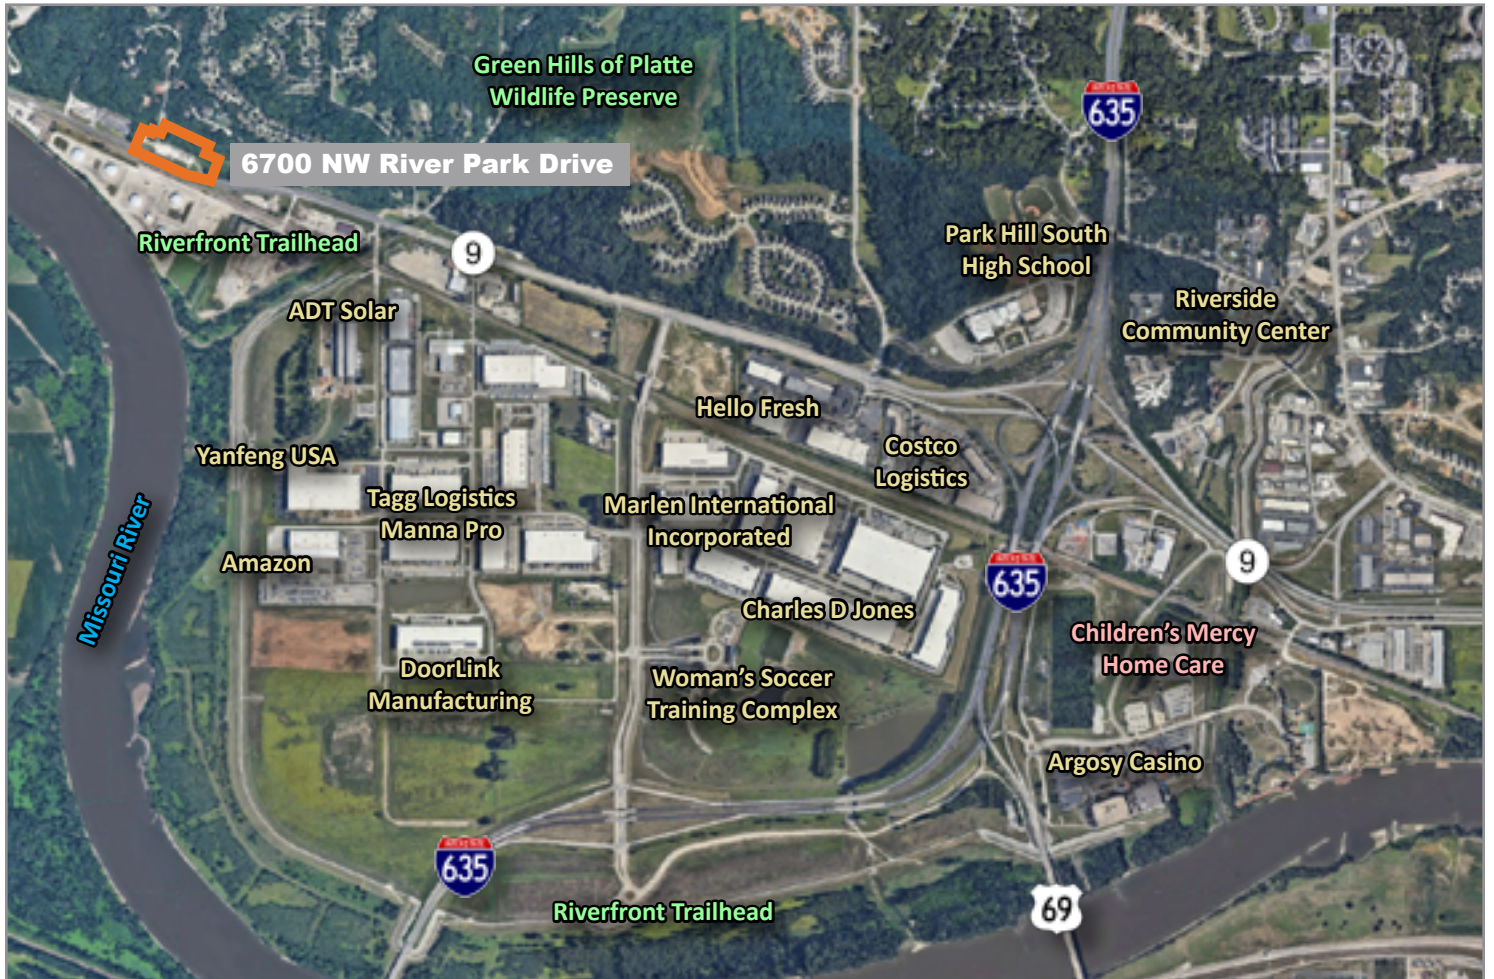 Green Hills of Platte
Wildlife Preserve
635
6700 NW River Park Drive
Riverfront Trailhead
9
Park Hill South
High School
Riverside
Community Center
ADT Solar
Hello Fresh
Costco
Logistics
Yanfeng USA
Tagg Logistics
Manna Pro
Marlen International
Incorporated
Amazon
Missouri River
635
9
Charles D Jones
Children's Mercy
Home Care
DoorLink
Manufacturing
Woman's Soccer
Training Complex
Argosy Casino
635
Riverfront Trailhead
69